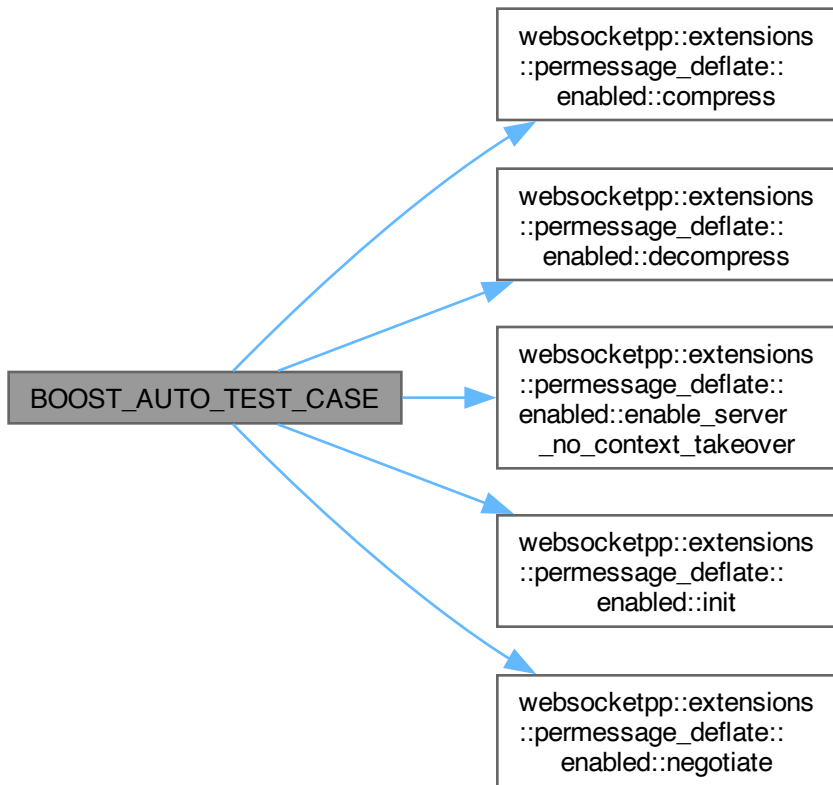 websocketpp::extensions
::permessage_deflate::
enabled::compress
websocketpp::extensions
::permessage_deflate::
enabled::decompress
BOOST_AUTO_TEST_CASE
websocketpp::extensions
::permessage_deflate::
enabled::enable_server
_no_context_takeover
websocketpp::extensions
::permessage_deflate::
enabled::init
websocketpp::extensions
::permessage_deflate::
enabled::negotiate